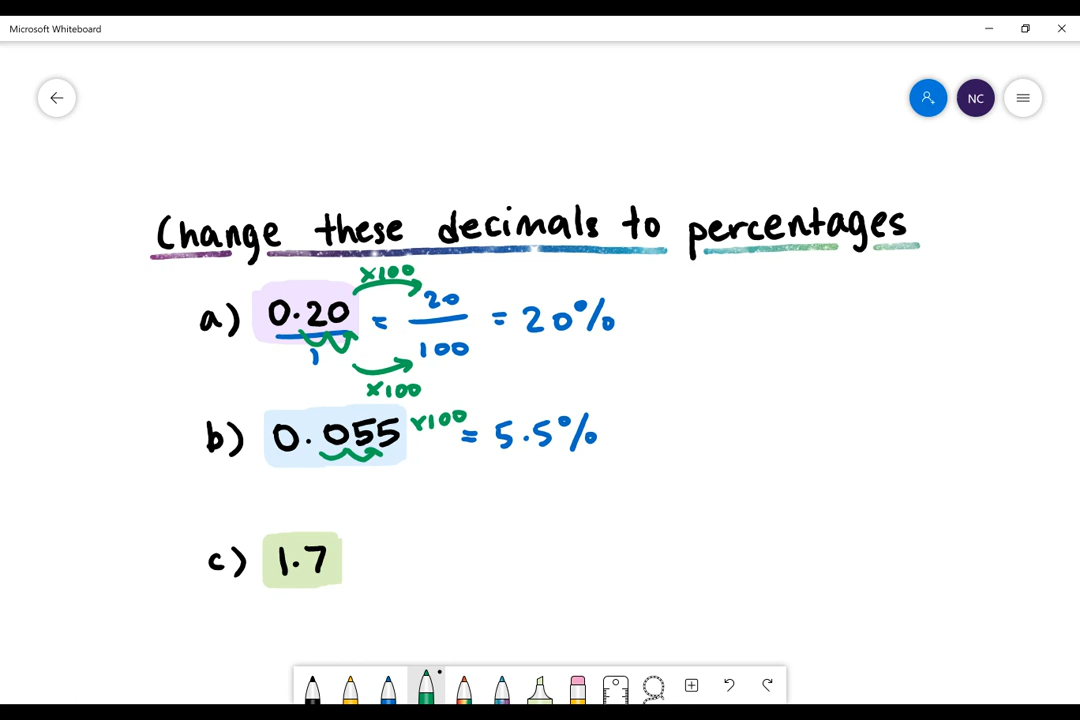 Microsoft Whiteboard
NC
Change these decimals to percentages
×100
a) 0.20 = 20 = 20%
1 100
×100
b) 0.055 ×100 = 5.5%
c) 1.7